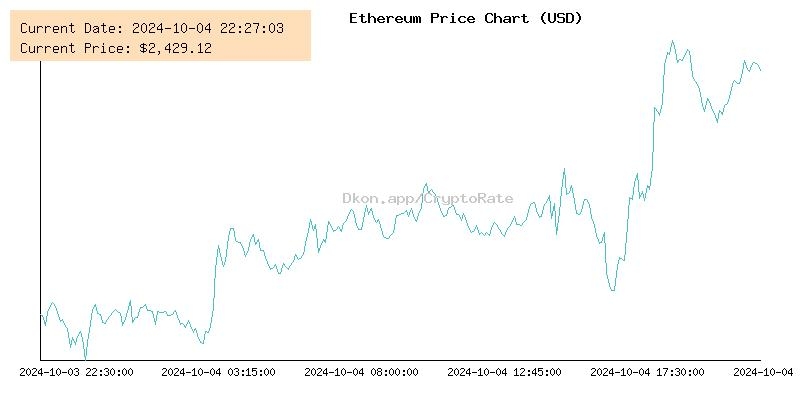 Ethereum Price Chart (USD)
Current Date: 2024-10-04 22:27:03
Current Price: $2,429.12
Dkon.app/CryptoRate
2024-10-03 22:30:00
2024-10-04 03:15:00
2024-10-04 08:00:00
2024-10-04 12:45:00
2024-10-04 17:30:00
2024-10-04